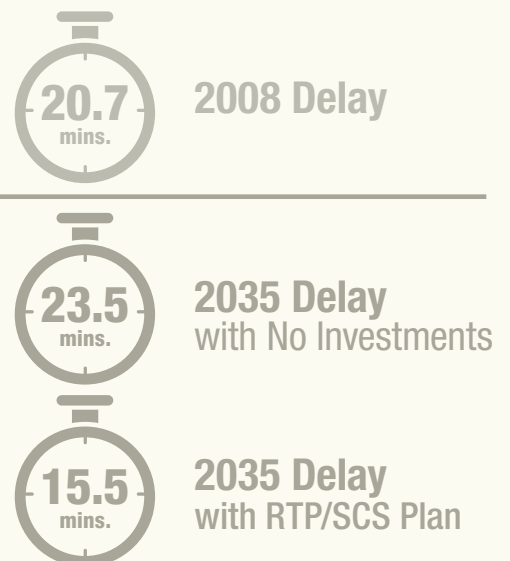 20.7
mins.
2008 Delay
23.5
mins.
2035 Delay
with No Investments
15.5
mins.
2035 Delay
with RTP/SCS Plan